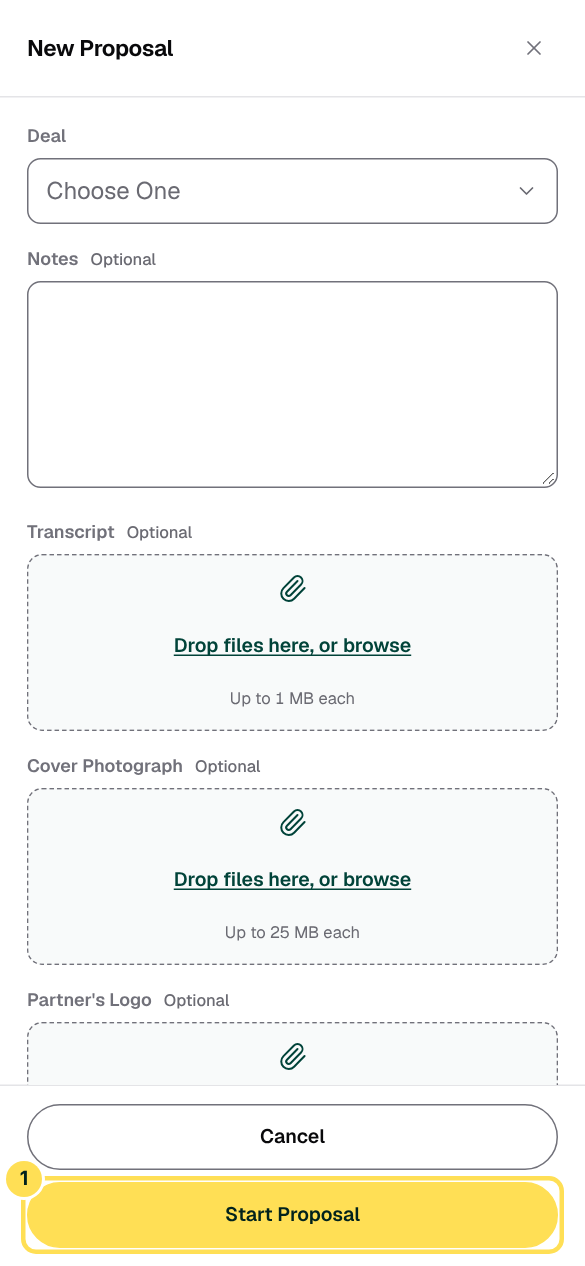 New Proposal
Deal
Choose One
Notes Optional
Transcript Optional
Drop files here, or browse
Up to 1 MB each
Cover Photograph Optional
Drop files here, or browse
Up to 25 MB each
Partner's Logo Optional
Cancel
1
Start Proposal